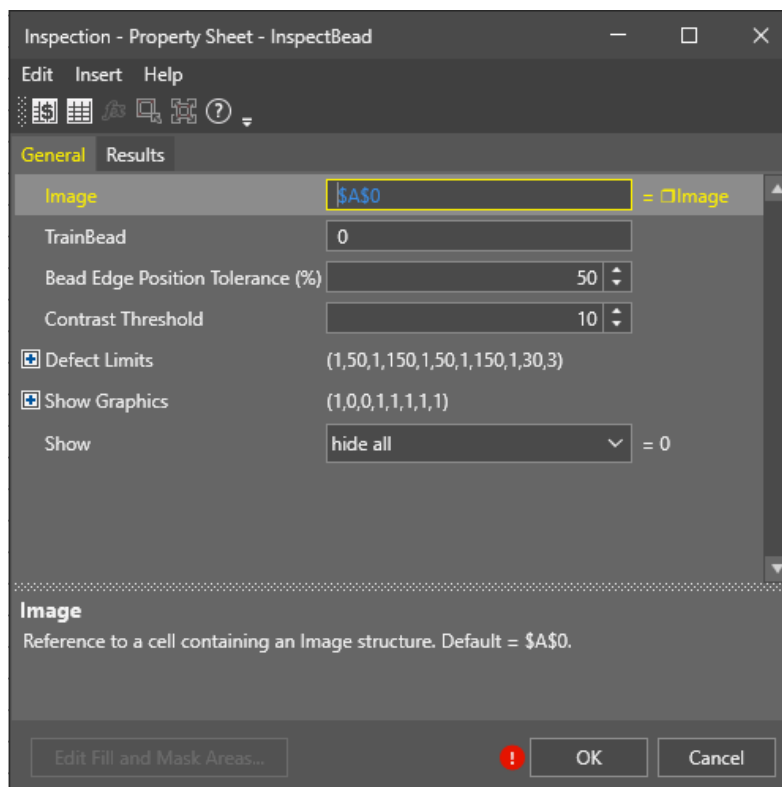 Inspection - Property Sheet - InspectBead
Edit Insert Help
General Results
Image $A$0 = Image
TrainBead 0
Bead Edge Position Tolerance (%) 50
Contrast Threshold 10
Defect Limits (1,50,1,150,1,50,1,150,1,30,3)
Show Graphics (1,0,0,1,1,1,1,1)
Show hide all = 0
Image
Reference to a cell containing an Image structure. Default = $A$0.
Edit Fill and Mask Areas... OK Cancel